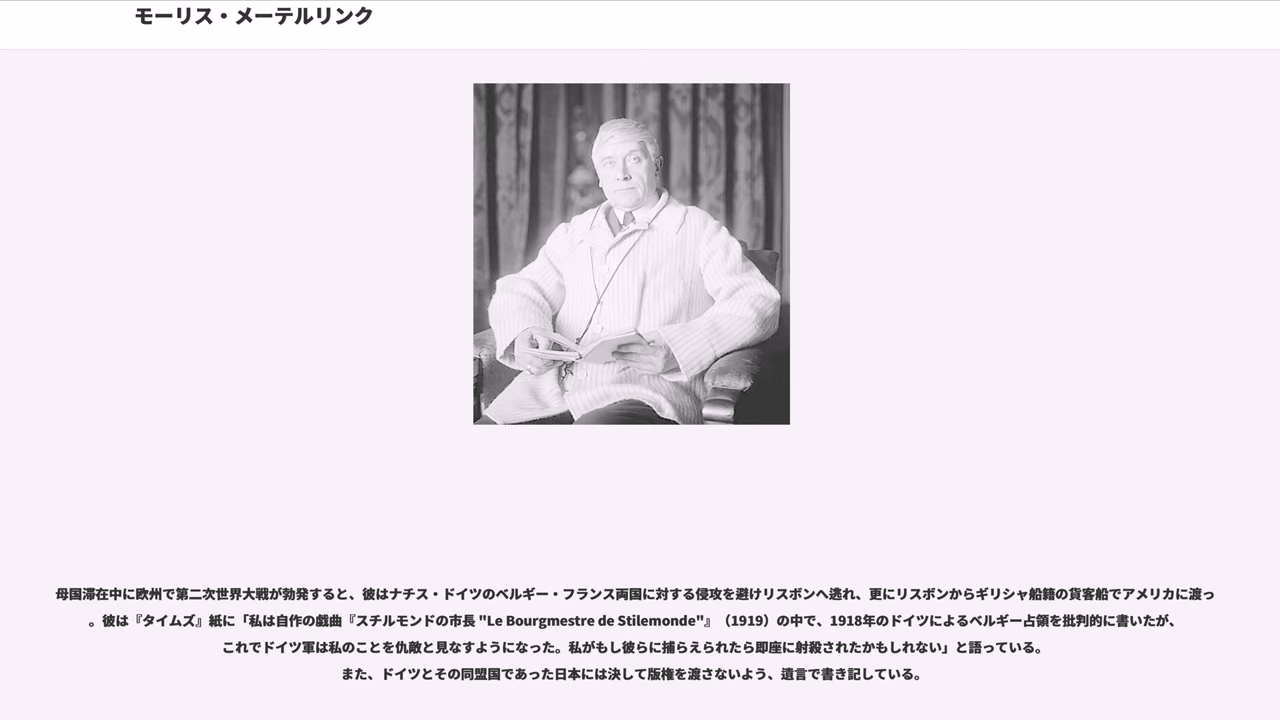 モーリス・メーテルリンク
母国滞在中に欧州で第二次世界大戦が勃発すると、彼はナチス・ドイツのベルギー・フランス両国に対する侵攻を避けリスボンへ逃れ、更にリスボンからギリシャ船籍の貨客船でアメリカに渡っ
。彼は『タイムズ』紙に「私は自作の戯曲『スチルモンドの市長 "Le Bourgmestre de Stilemonde"』（1919）の中で、1918年のドイツによるベルギー占領を批判的に書いたが、
これでドイツ軍は私のことを仇敵と見なすようになった。私がもし彼らに捕らえられたら即座に射殺されたかもしれない」と語っている。
また、ドイツとその同盟国であった日本には決して版権を渡さないよう、遺言で書き記している。